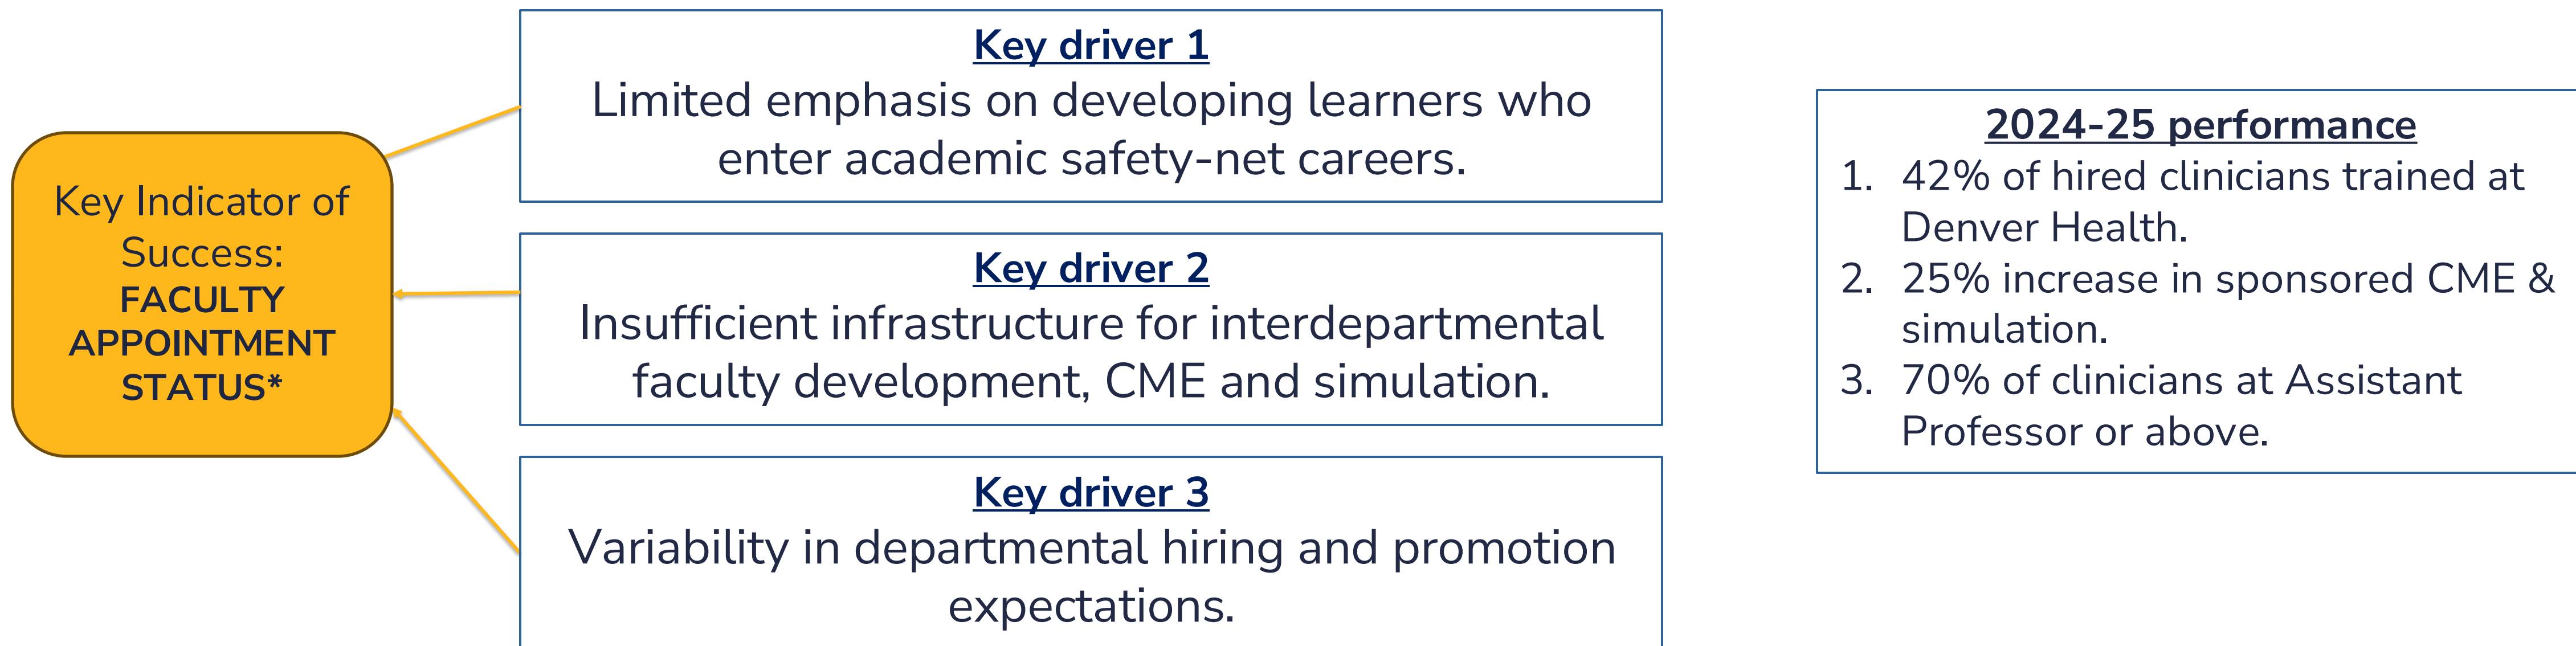 Key Indicator of
Success:
FACULTY
APPOINTMENT
STATUS*
Key driver 1
Limited emphasis on developing learners who
enter academic safety-net careers.
Key driver 2
Insufficient infrastructure for interdepartmental
faculty development, CME and simulation.
Key driver 3
Variability in departmental hiring and promotion
expectations.
2024-25 performance
1. 42% of hired clinicians trained at
Denver Health.
2. 25% increase in sponsored CME &
simulation.
3. 70% of clinicians at Assistant
Professor or above.